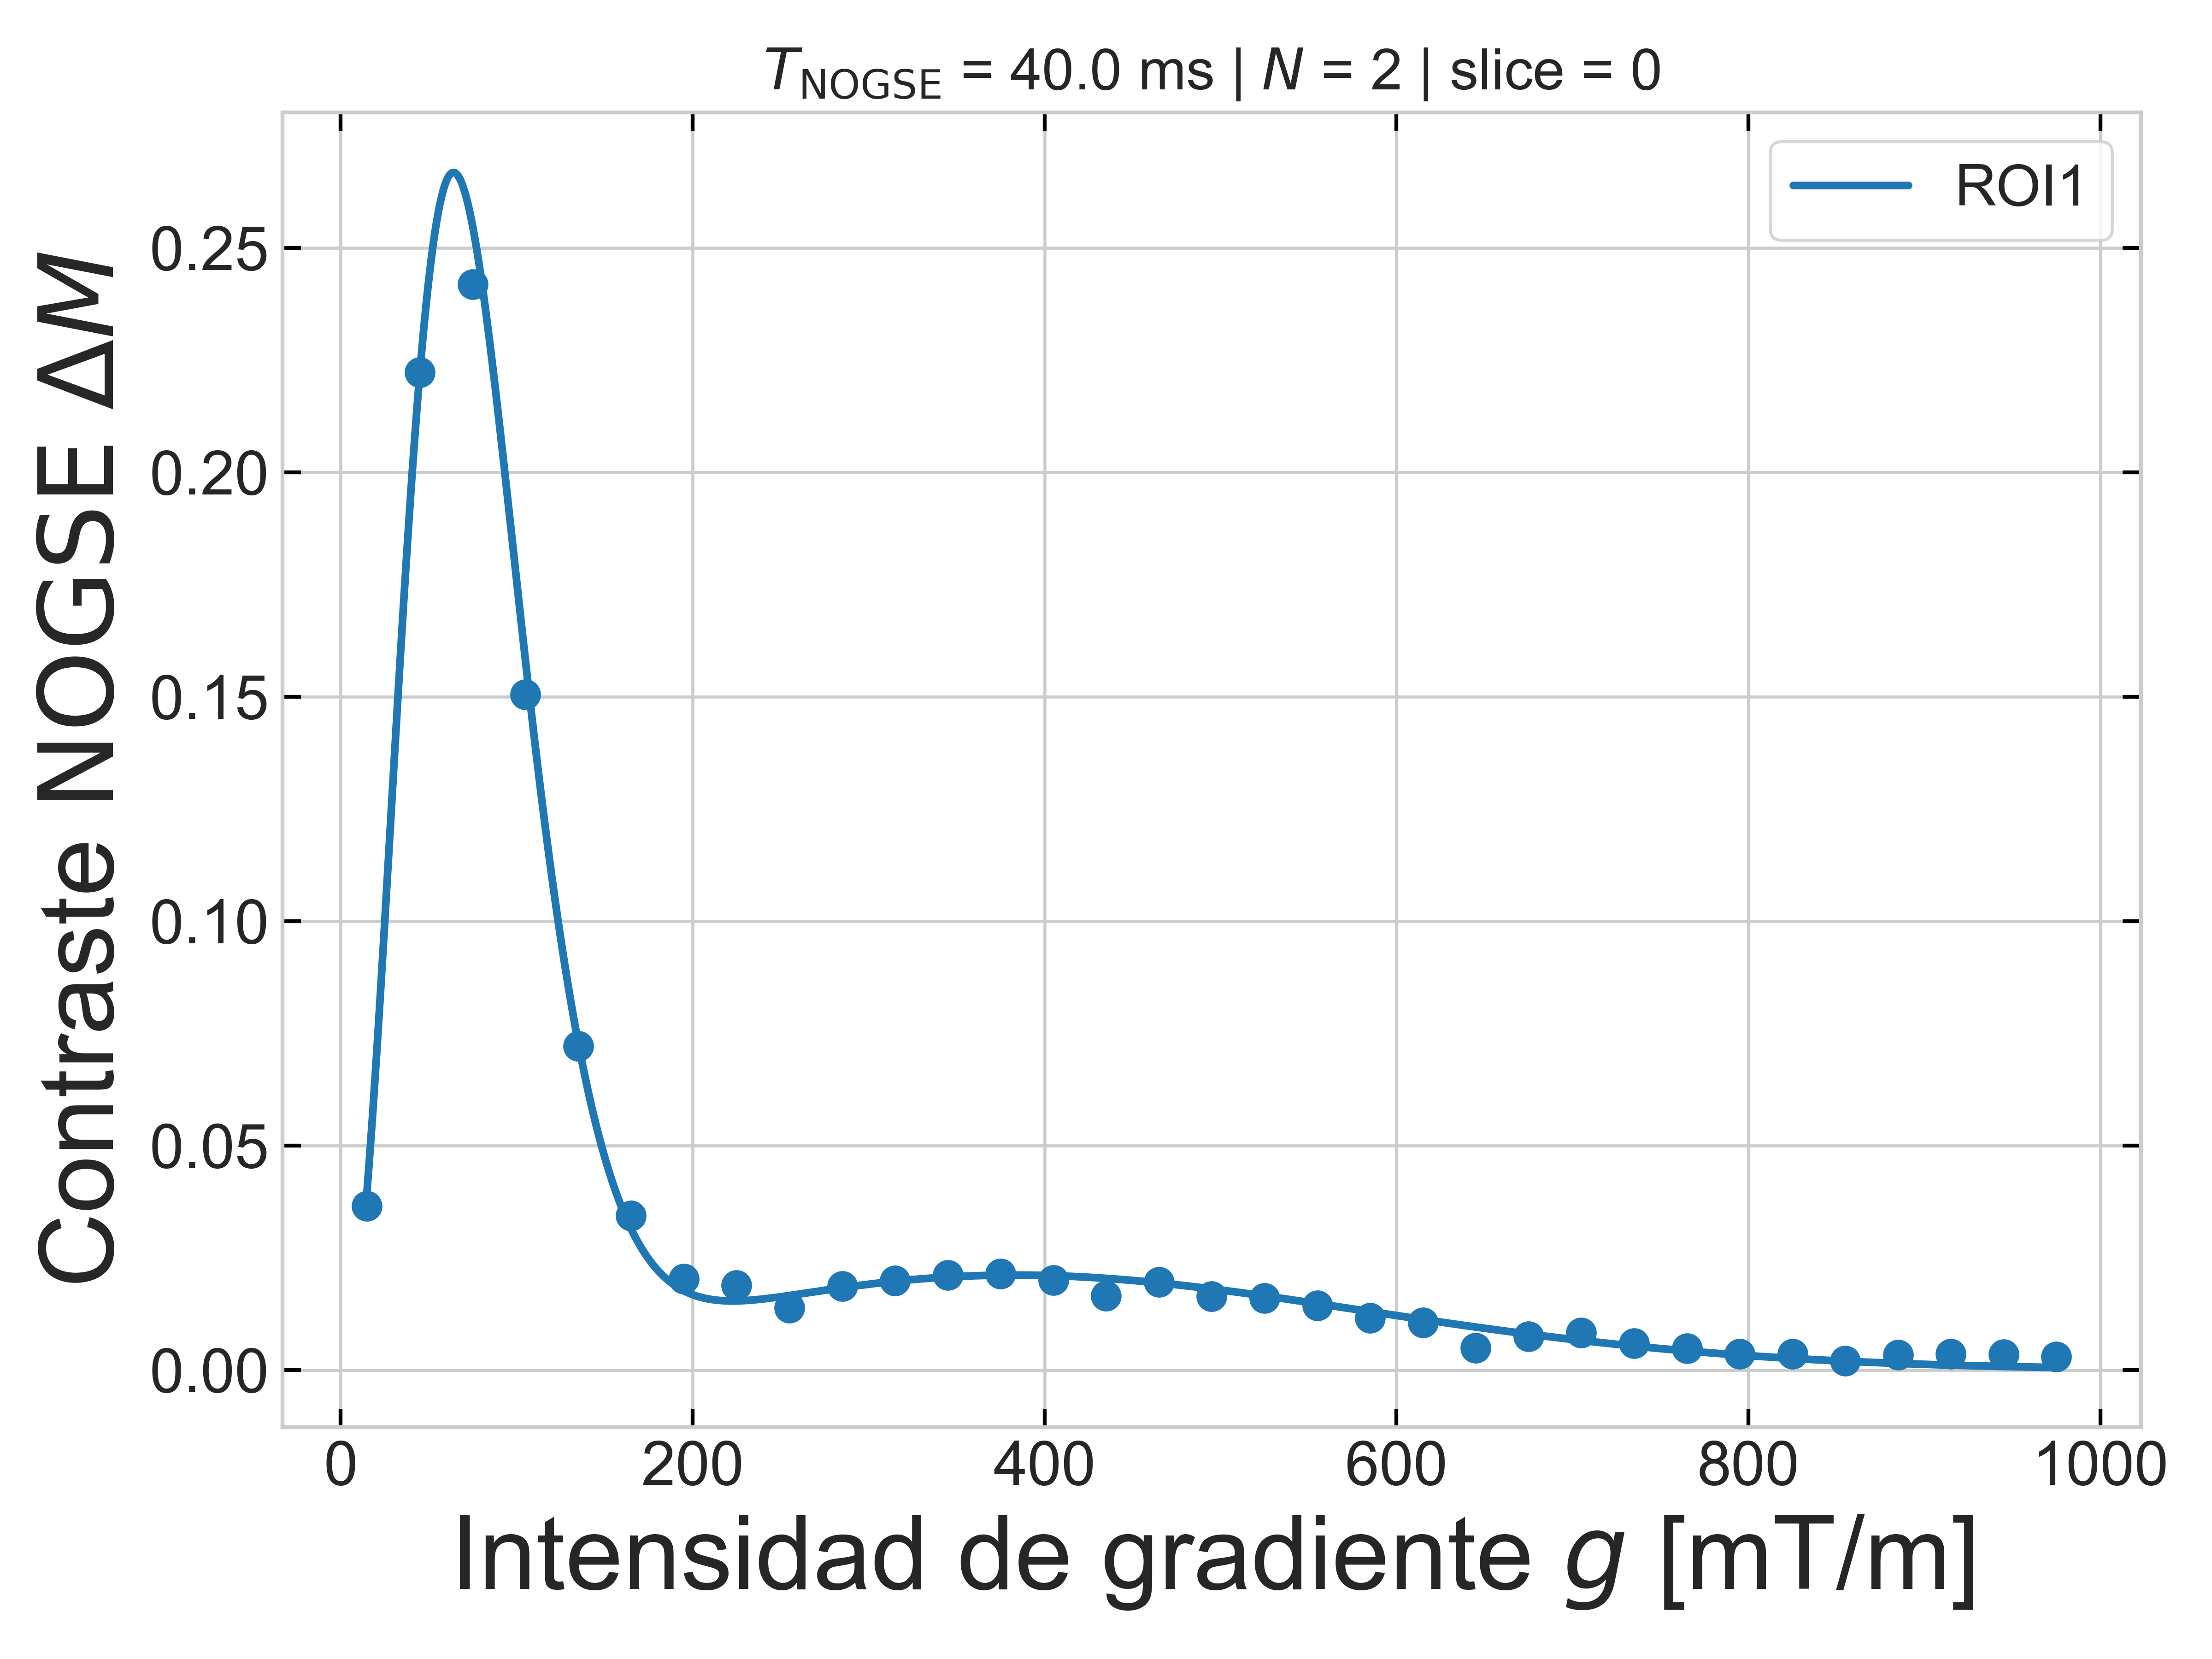 T_NOGSE = 40.0 ms | N = 2 | slice = 0
ROI1
Contraste NOGSE ΔM
0.25
0.20
0.15
0.10
0.05
0.00
0 200 400 600 800 1000
Intensidad de gradiente g [mT/m]